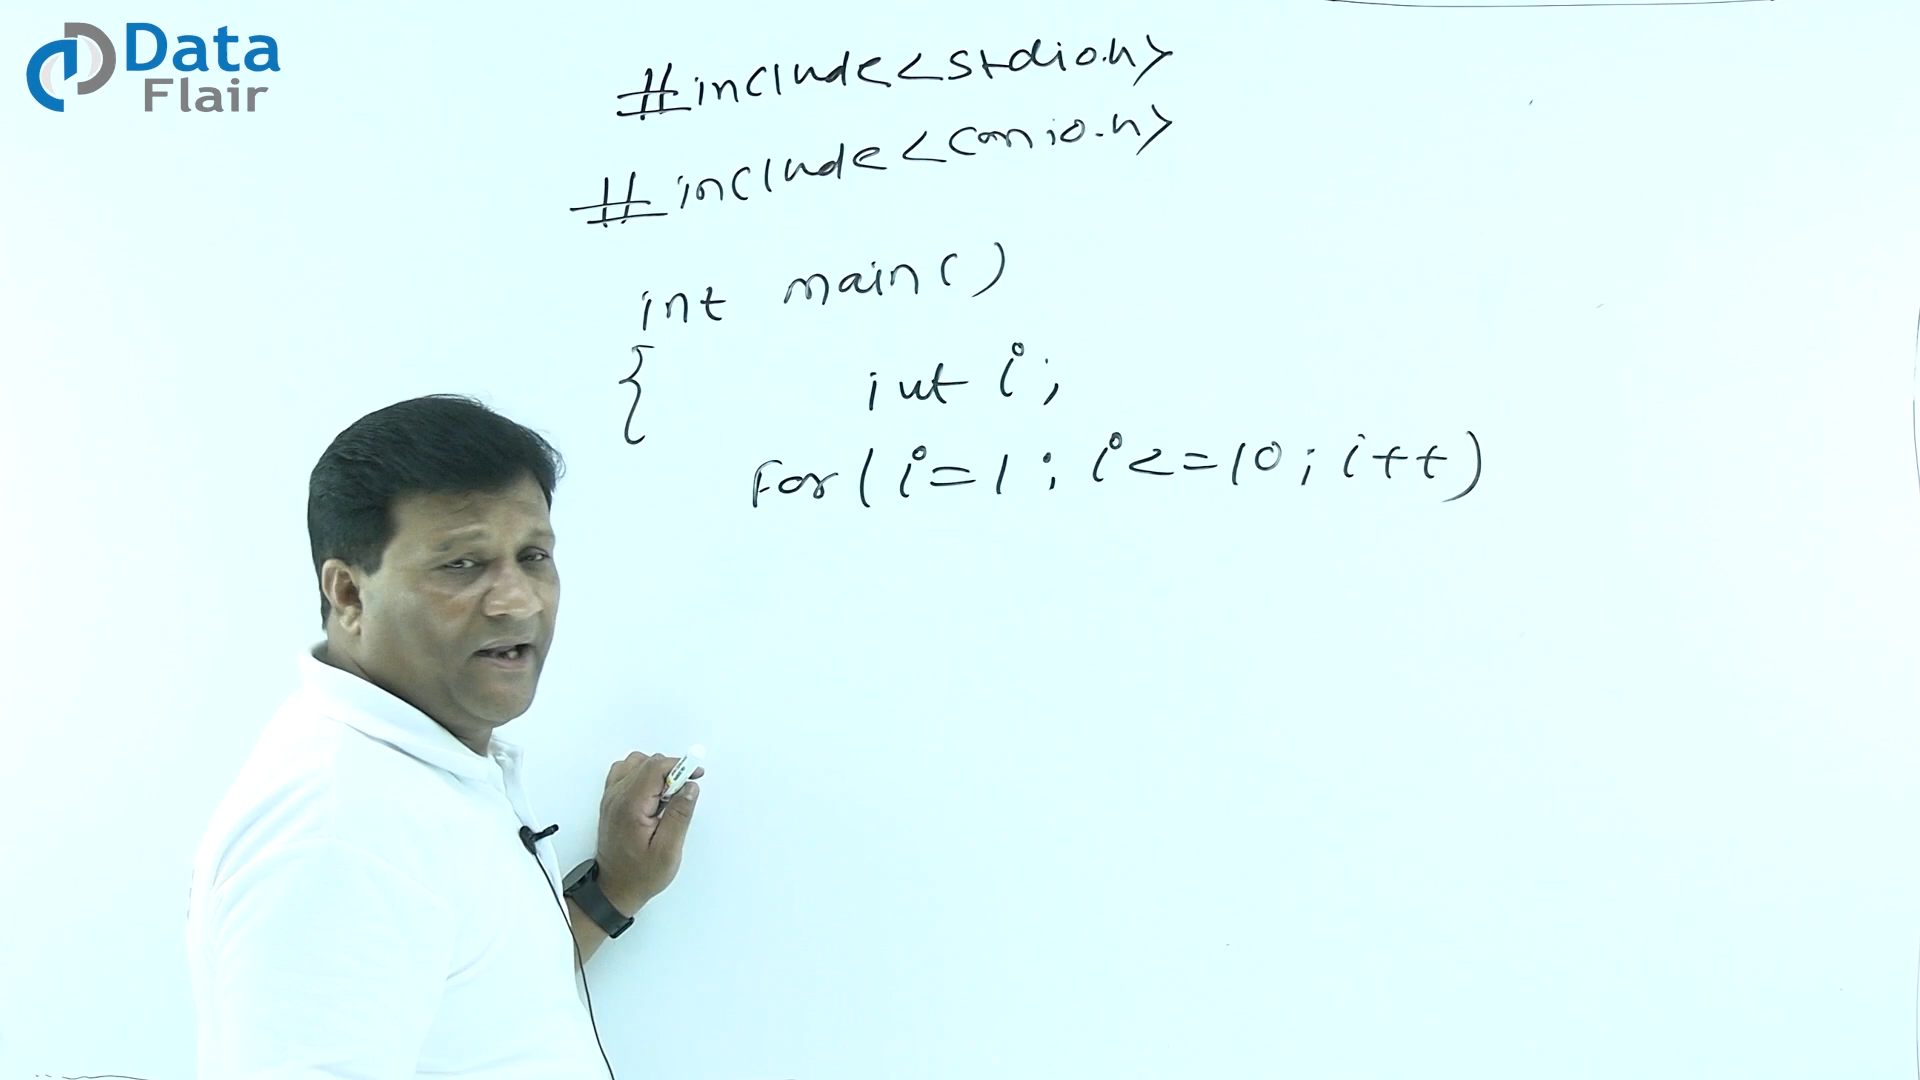 Data
Flair
#include<stdio.h>
#include<conio.h>
int main()
{ int i;
for(i=1; i<=10; i++)